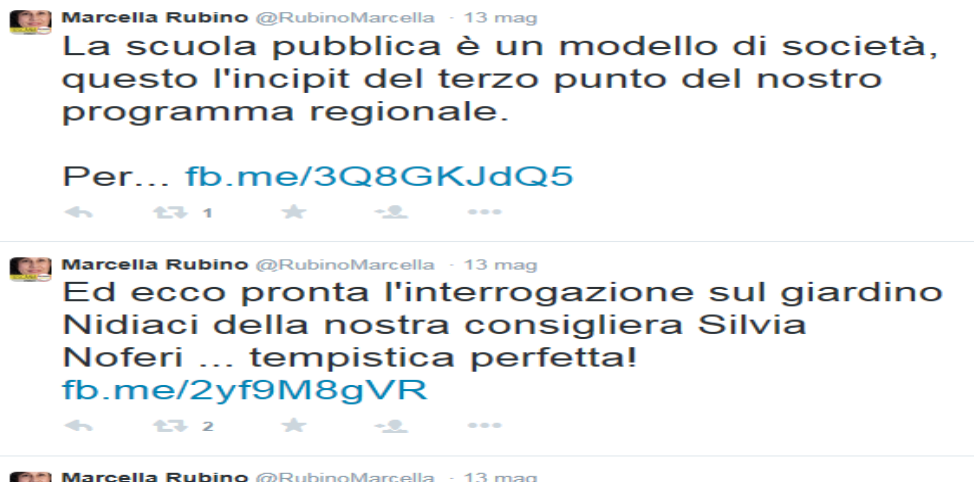 Marcella Rubino @RubinoMarcella · 13 mag
La scuola pubblica è un modello di società,
questo l'incipit del terzo punto del nostro
programma regionale.
Per... fb.me/3Q8GKJdQ5
1
Marcella Rubino @RubinoMarcella · 13 mag
Ed ecco pronta l'interrogazione sul giardino
Nidiaci della nostra consigliera Silvia
Noferi ... tempistica perfetta!
fb.me/2yf9M8gVR
2
Marcella Rubino @RubinoMarcella · 13 mag